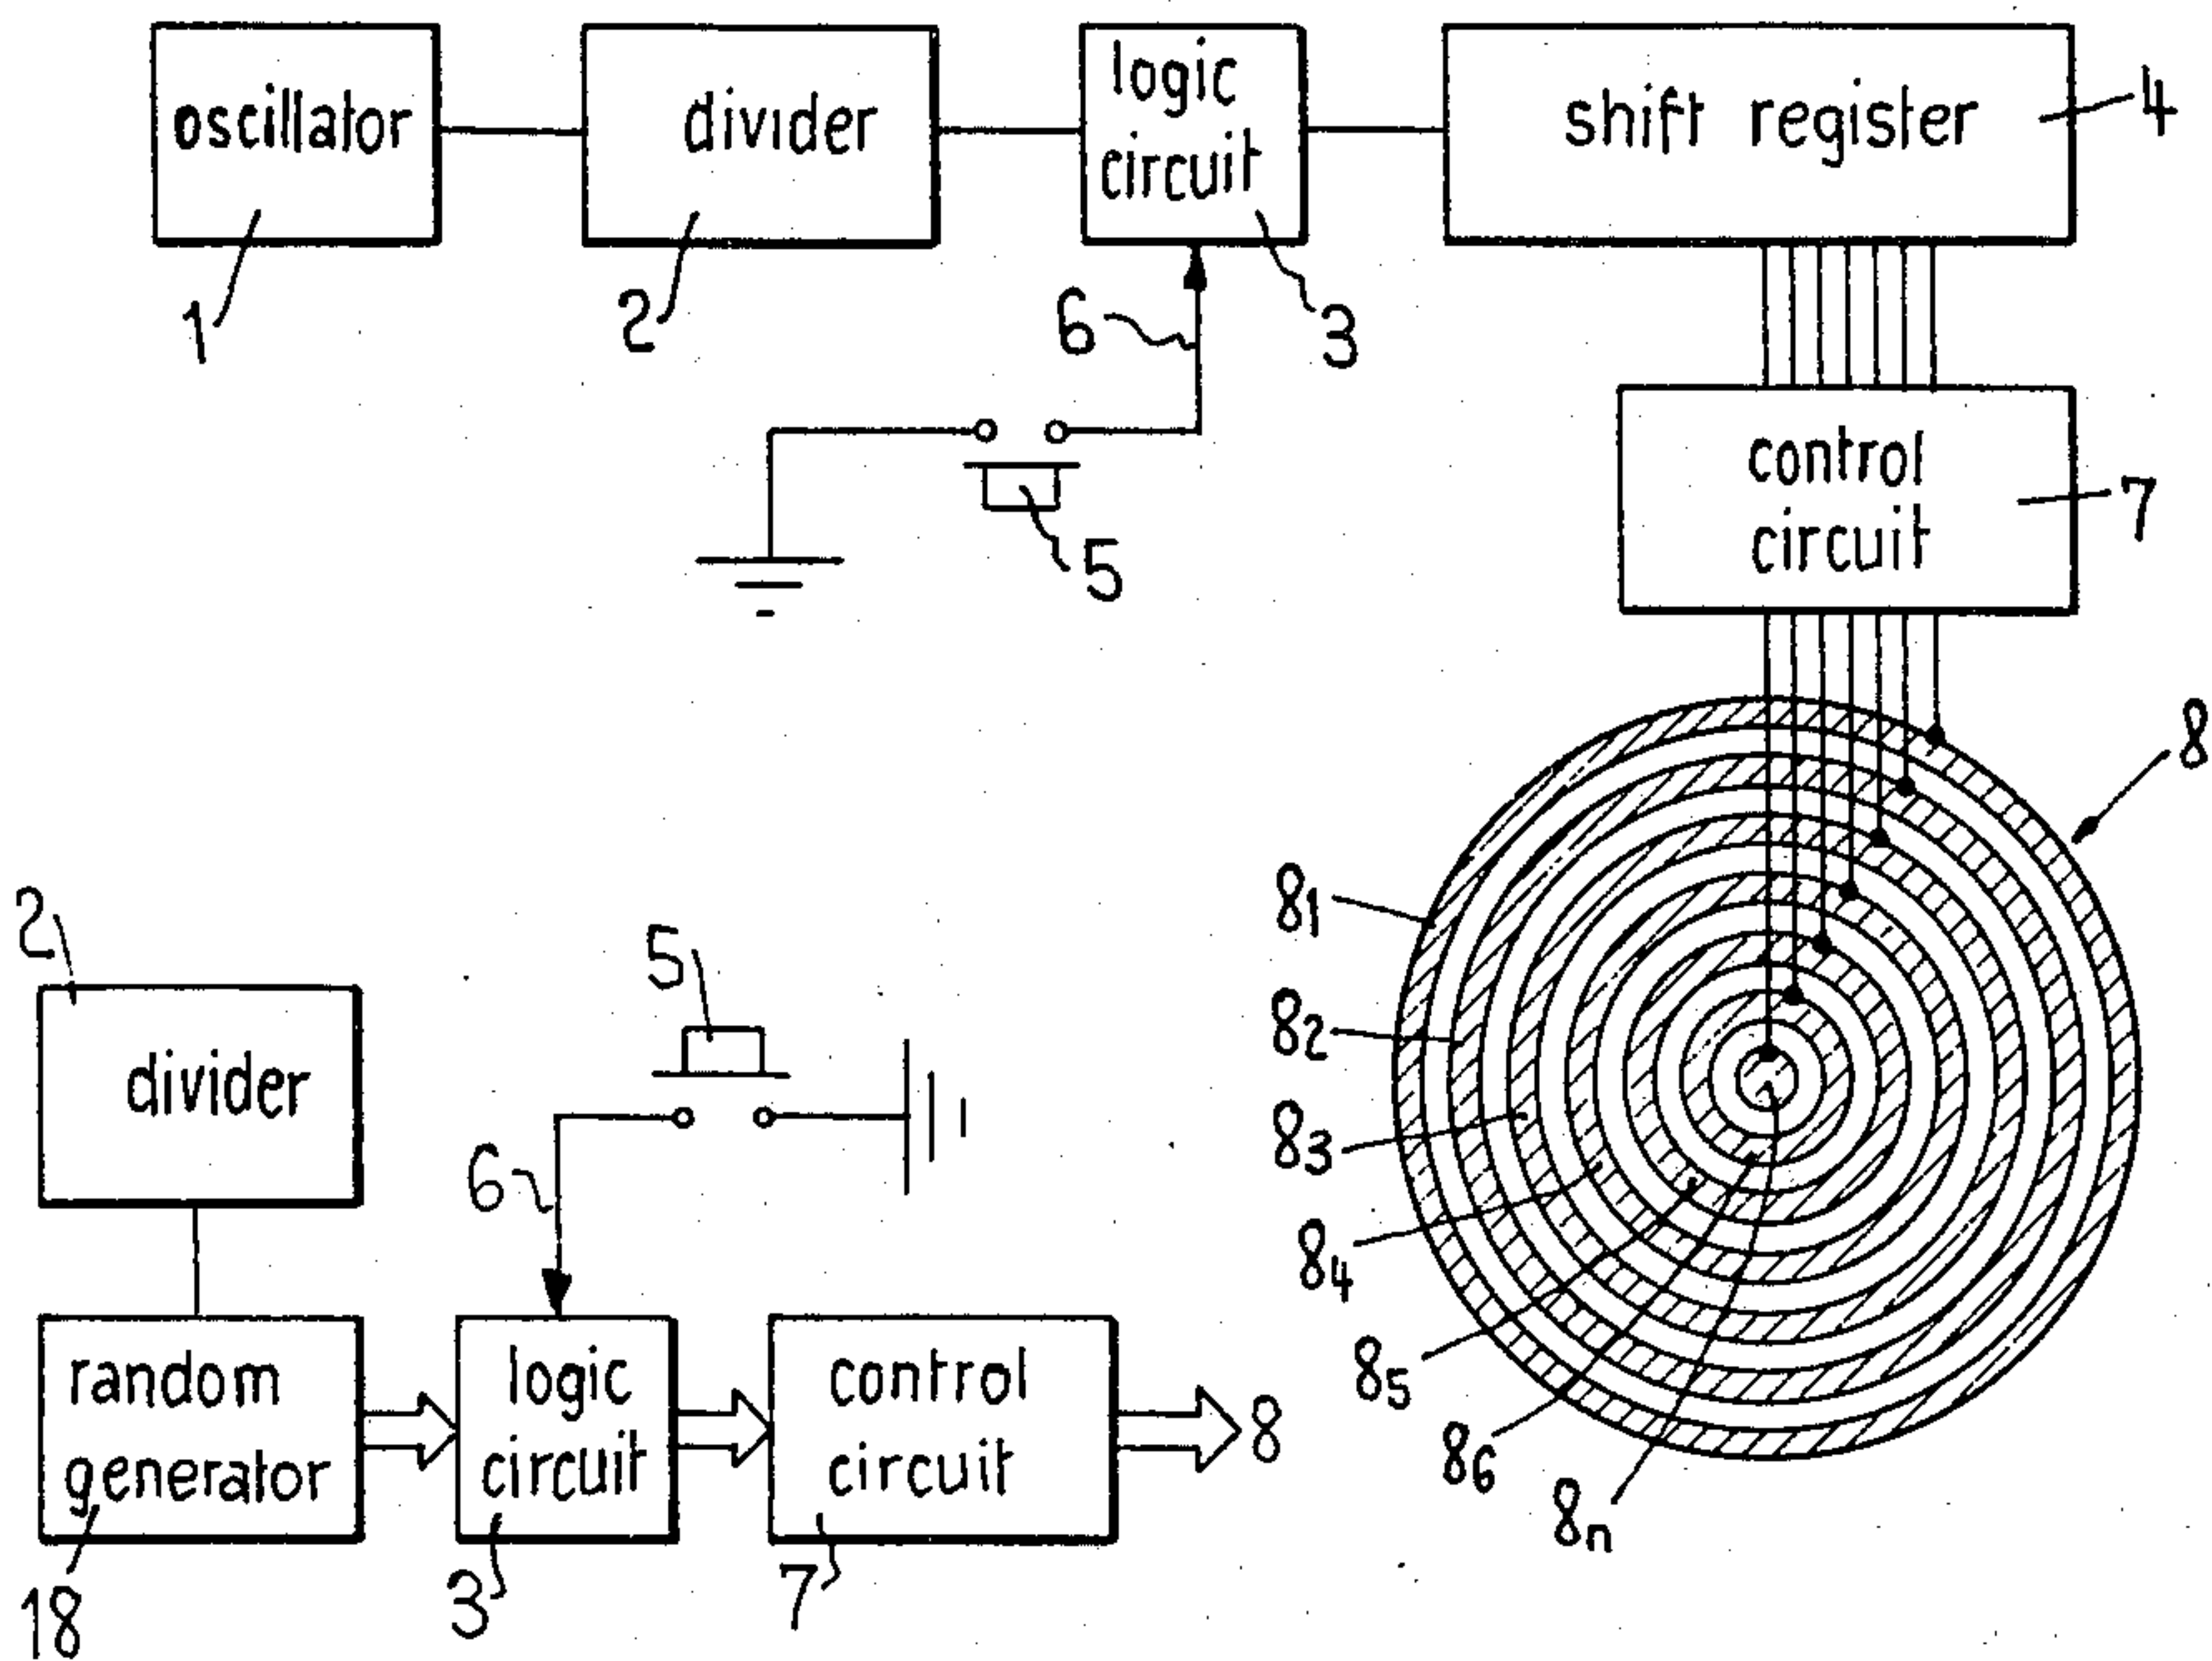 oscillator
divider
logic
circuit
shift register
4
1
2
6
3
5
control
circuit
7
8
8₁
8₂
8₃
8₄
8₅
8₆
8ₙ
2
divider
5
6
random
generator
logic
circuit
control
circuit
8
18
3
7